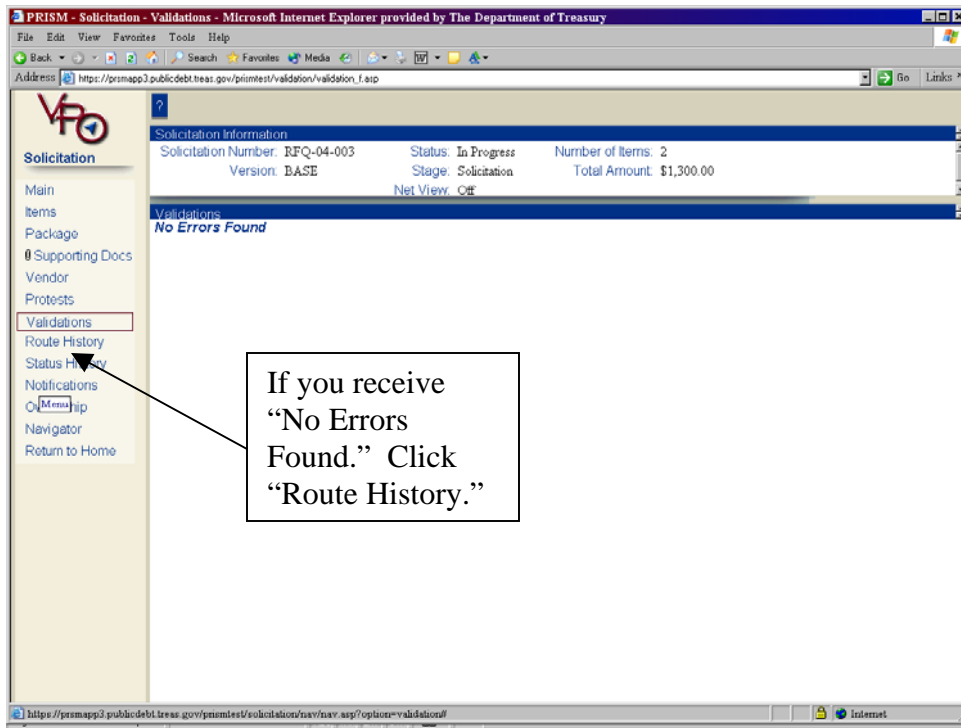 PRISM - Solicitation - Validations - Microsoft Internet Explorer provided by The Department of Treasury
File Edit View Favorites Tools Help
Back Search Favorites Media
Address https://prsmapp3.publicdebt.treas.gov/prismtest/validation/validation_f.asp Go Links »
VPO
?
Solicitation Information
Solicitation Number: RFQ-04-003 Status: In Progress Number of Items: 2
Version: BASE Stage: Solicitation Total Amount: $1,300.00
Net View: Off
Validations
No Errors Found
Solicitation
Main
Items
Package
Supporting Docs
Vendor
Protests
Validations
Route History
Status History
Notifications
Menu
Navigator
Return to Home
If you receive
“No Errors
Found.” Click
“Route History.”
https://prsmapp3.publicdebt.treas.gov/prismtest/solicitation/nav/nav.asp?option=validation# Internet